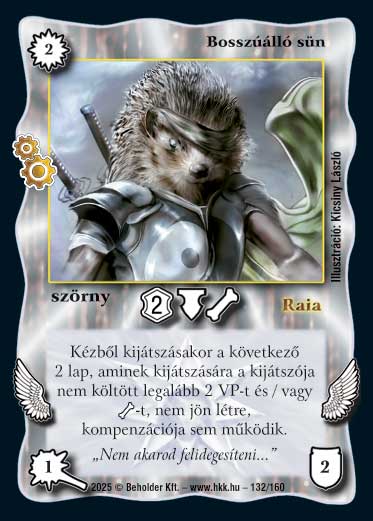 2
Bosszúálló sün
Illusztráció: Kicsiny László
szörny
2
Raia
Kézből kijátszásakor a következő
2 lap, aminek kijátszására a kijátszója
nem költött legalább 2 VP-t és / vagy
-t, nem jön létre,
kompenzációja sem működik.
„Nem akarod felidegesíteni...”
1
2
2025 © Beholder Kft. – www.hkk.hu – 132/160